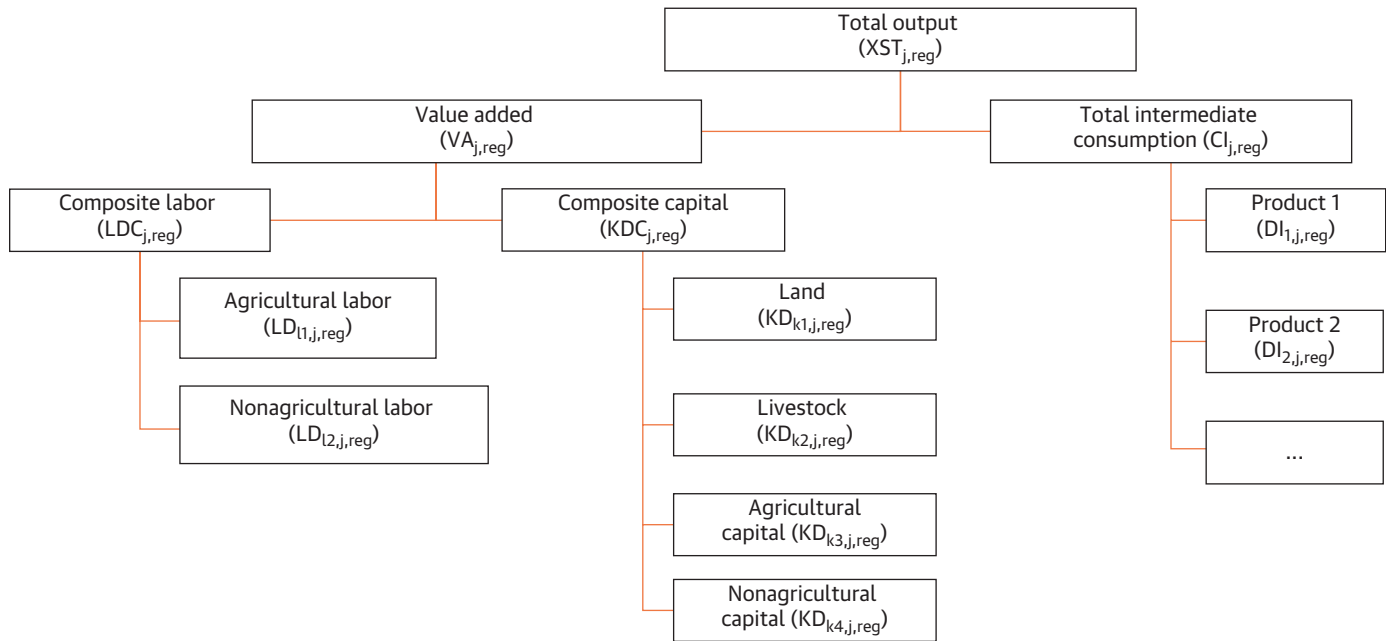 Total output
(XST_j,reg)
Value added
(VA_j,reg)
Total intermediate
consumption (CI_j,reg)
Composite labor
(LDC_j,reg)
Composite capital
(KDC_j,reg)
Product 1
(DI_1,j,reg)
Agricultural labor
(LD_l1,j,reg)
Land
(KD_k1,j,reg)
Product 2
(DI_2,j,reg)
Nonagricultural labor
(LD_l2,j,reg)
Livestock
(KD_k2,j,reg)
...
Agricultural
capital (KD_k3,j,reg)
Nonagricultural
capital (KD_k4,j,reg)